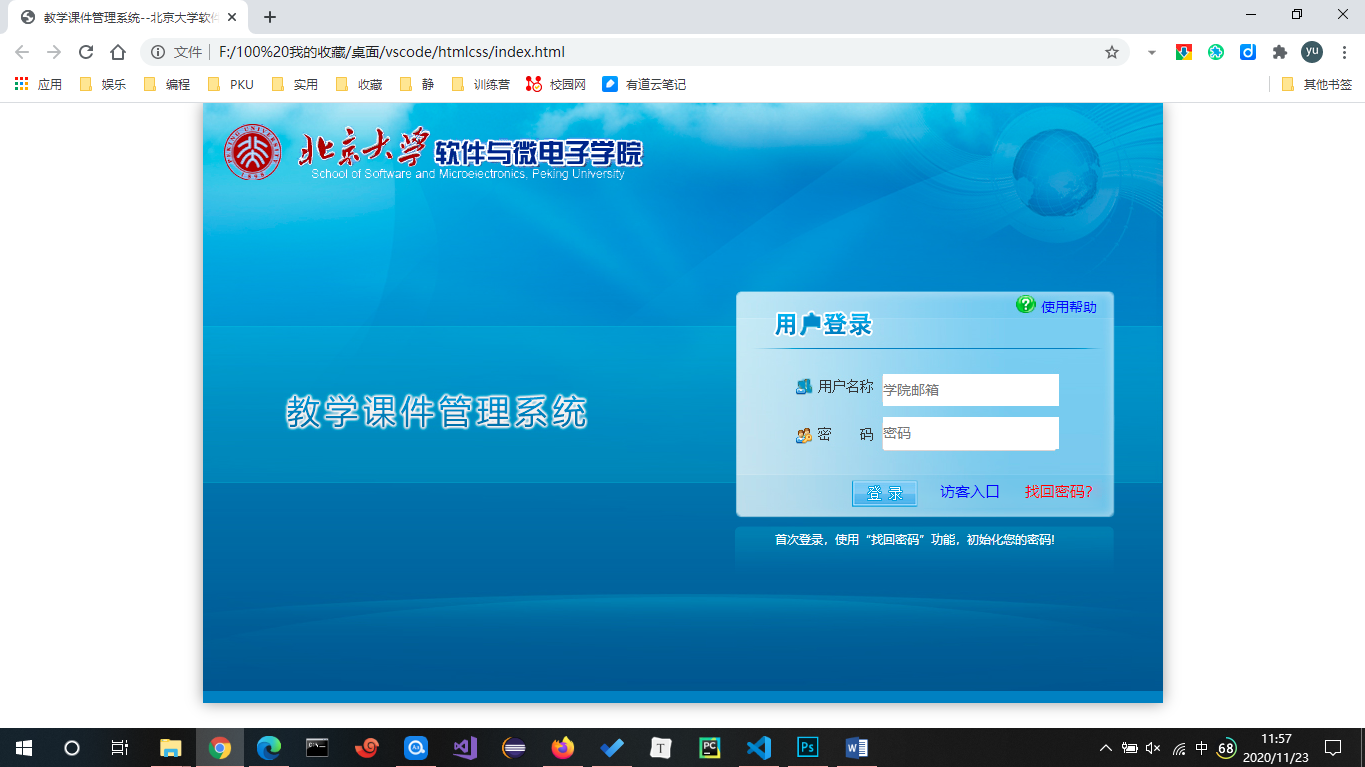 教学课件管理系统--北京大学软件
文件 F:/100%20我的收藏/桌面/vscode/htmlcss/index.html
yu
应用 娱乐 编程 PKU 实用 收藏 静 训练营 校园网 有道云笔记 其他书签
北京大学软件与微电子学院
School of Software and Microelectronics, Peking University
使用帮助
用户登录
用户名称 学院邮箱
教学课件管理系统
密 码 密码
登 录 访客入口 找回密码?
首次登录，使用“找回密码”功能，初始化您的密码!
中 68 11:57
2020/11/23